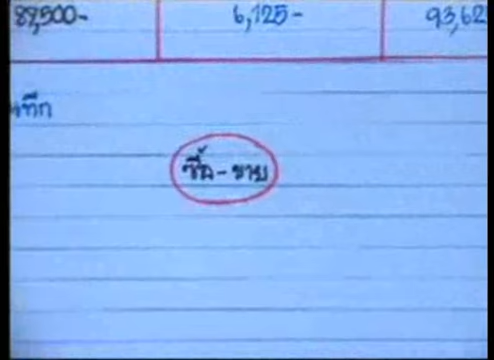 87,500- 6,125- 93,62
ทึก
ซื้อ - ขาย